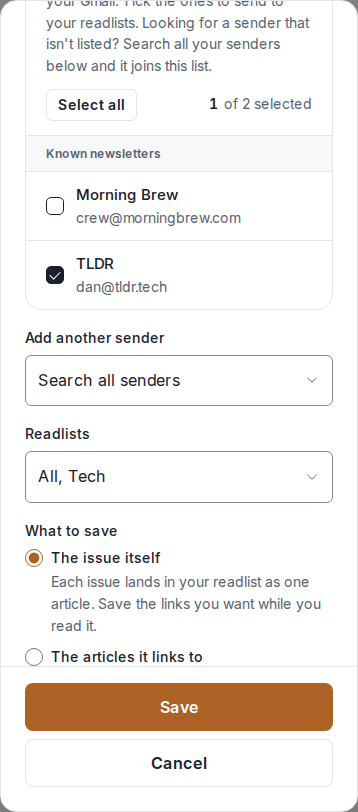 your Gmail. Pick the ones to send to
your readlists. Looking for a sender that
isn't listed? Search all your senders
below and it joins this list.
Select all
1 of 2 selected
Known newsletters
Morning Brew
crew@morningbrew.com
TLDR
dan@tldr.tech
Add another sender
Search all senders
Readlists
All, Tech
What to save
The issue itself
Each issue lands in your readlist as one
article. Save the links you want while you
read it.
The articles it links to
Save
Cancel